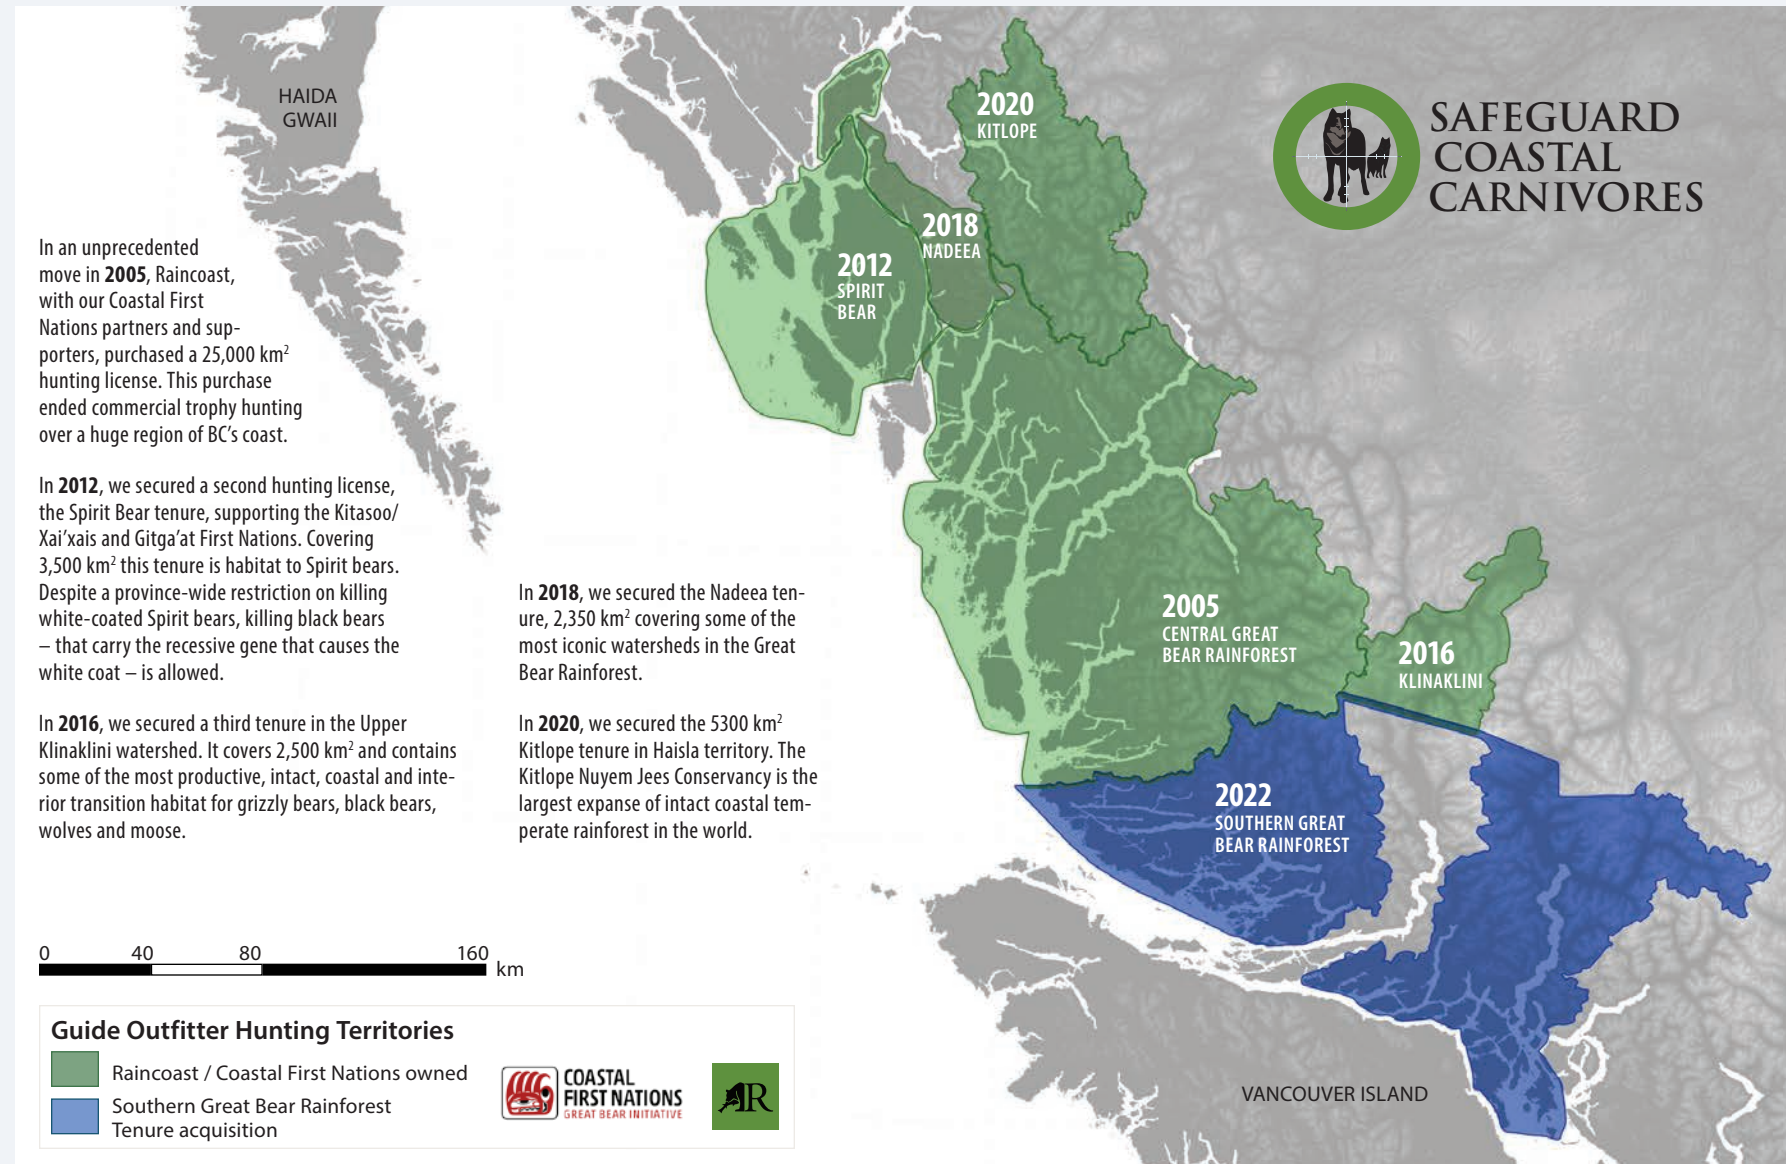 HAIDA
GWAII
2020
KITLOPE
SAFEGUARD
COASTAL
CARNIVORES
2018
NADEEA
2012
SPIRIT
BEAR
In an unprecedented
move in 2005, Raincoast,
with our Coastal First
Nations partners and sup-
porters, purchased a 25,000 km²
hunting license. This purchase
ended commercial trophy hunting
over a huge region of BC’s coast.
In 2012, we secured a second hunting license,
the Spirit Bear tenure, supporting the Kitasoo/
Xai’xais and Gitga’at First Nations. Covering
3,500 km² this tenure is habitat to Spirit bears.
Despite a province-wide restriction on killing
white-coated Spirit bears, killing black bears
– that carry the recessive gene that causes the
white coat – is allowed.
In 2016, we secured a third tenure in the Upper
Klinaklini watershed. It covers 2,500 km² and contains
some of the most productive, intact, coastal and inte-
rior transition habitat for grizzly bears, black bears,
wolves and moose.
In 2018, we secured the Nadeea ten-
ure, 2,350 km² covering some of the
most iconic watersheds in the Great
Bear Rainforest.
In 2020, we secured the 5300 km²
Kitlope tenure in Haisla territory. The
Kitlope Nuyem Jees Conservancy is the
largest expanse of intact coastal tem-
perate rainforest in the world.
2005
CENTRAL GREAT
BEAR RAINFOREST
2016
KLINAKLINI
2022
SOUTHERN GREAT
BEAR RAINFOREST
0 40 80 160
km
Guide Outfitter Hunting Territories
Raincoast / Coastal First Nations owned
Southern Great Bear Rainforest
Tenure acquisition
COASTAL
FIRST NATIONS
GREAT BEAR INITIATIVE
R
VANCOUVER ISLAND